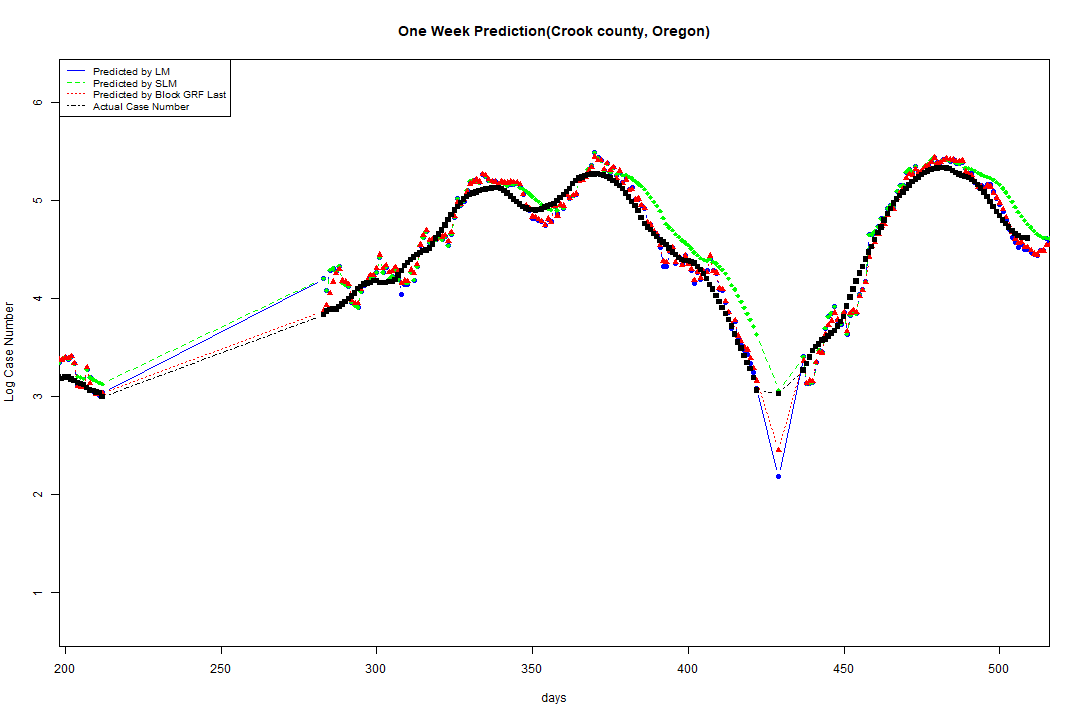 One Week Prediction(Crook county, Oregon)
Predicted by LM
Predicted by SLM
Predicted by Block GRF Last
Actual Case Number
6
5
4
3
2
1
Log Case Number
200 250 300 350 400 450 500
days